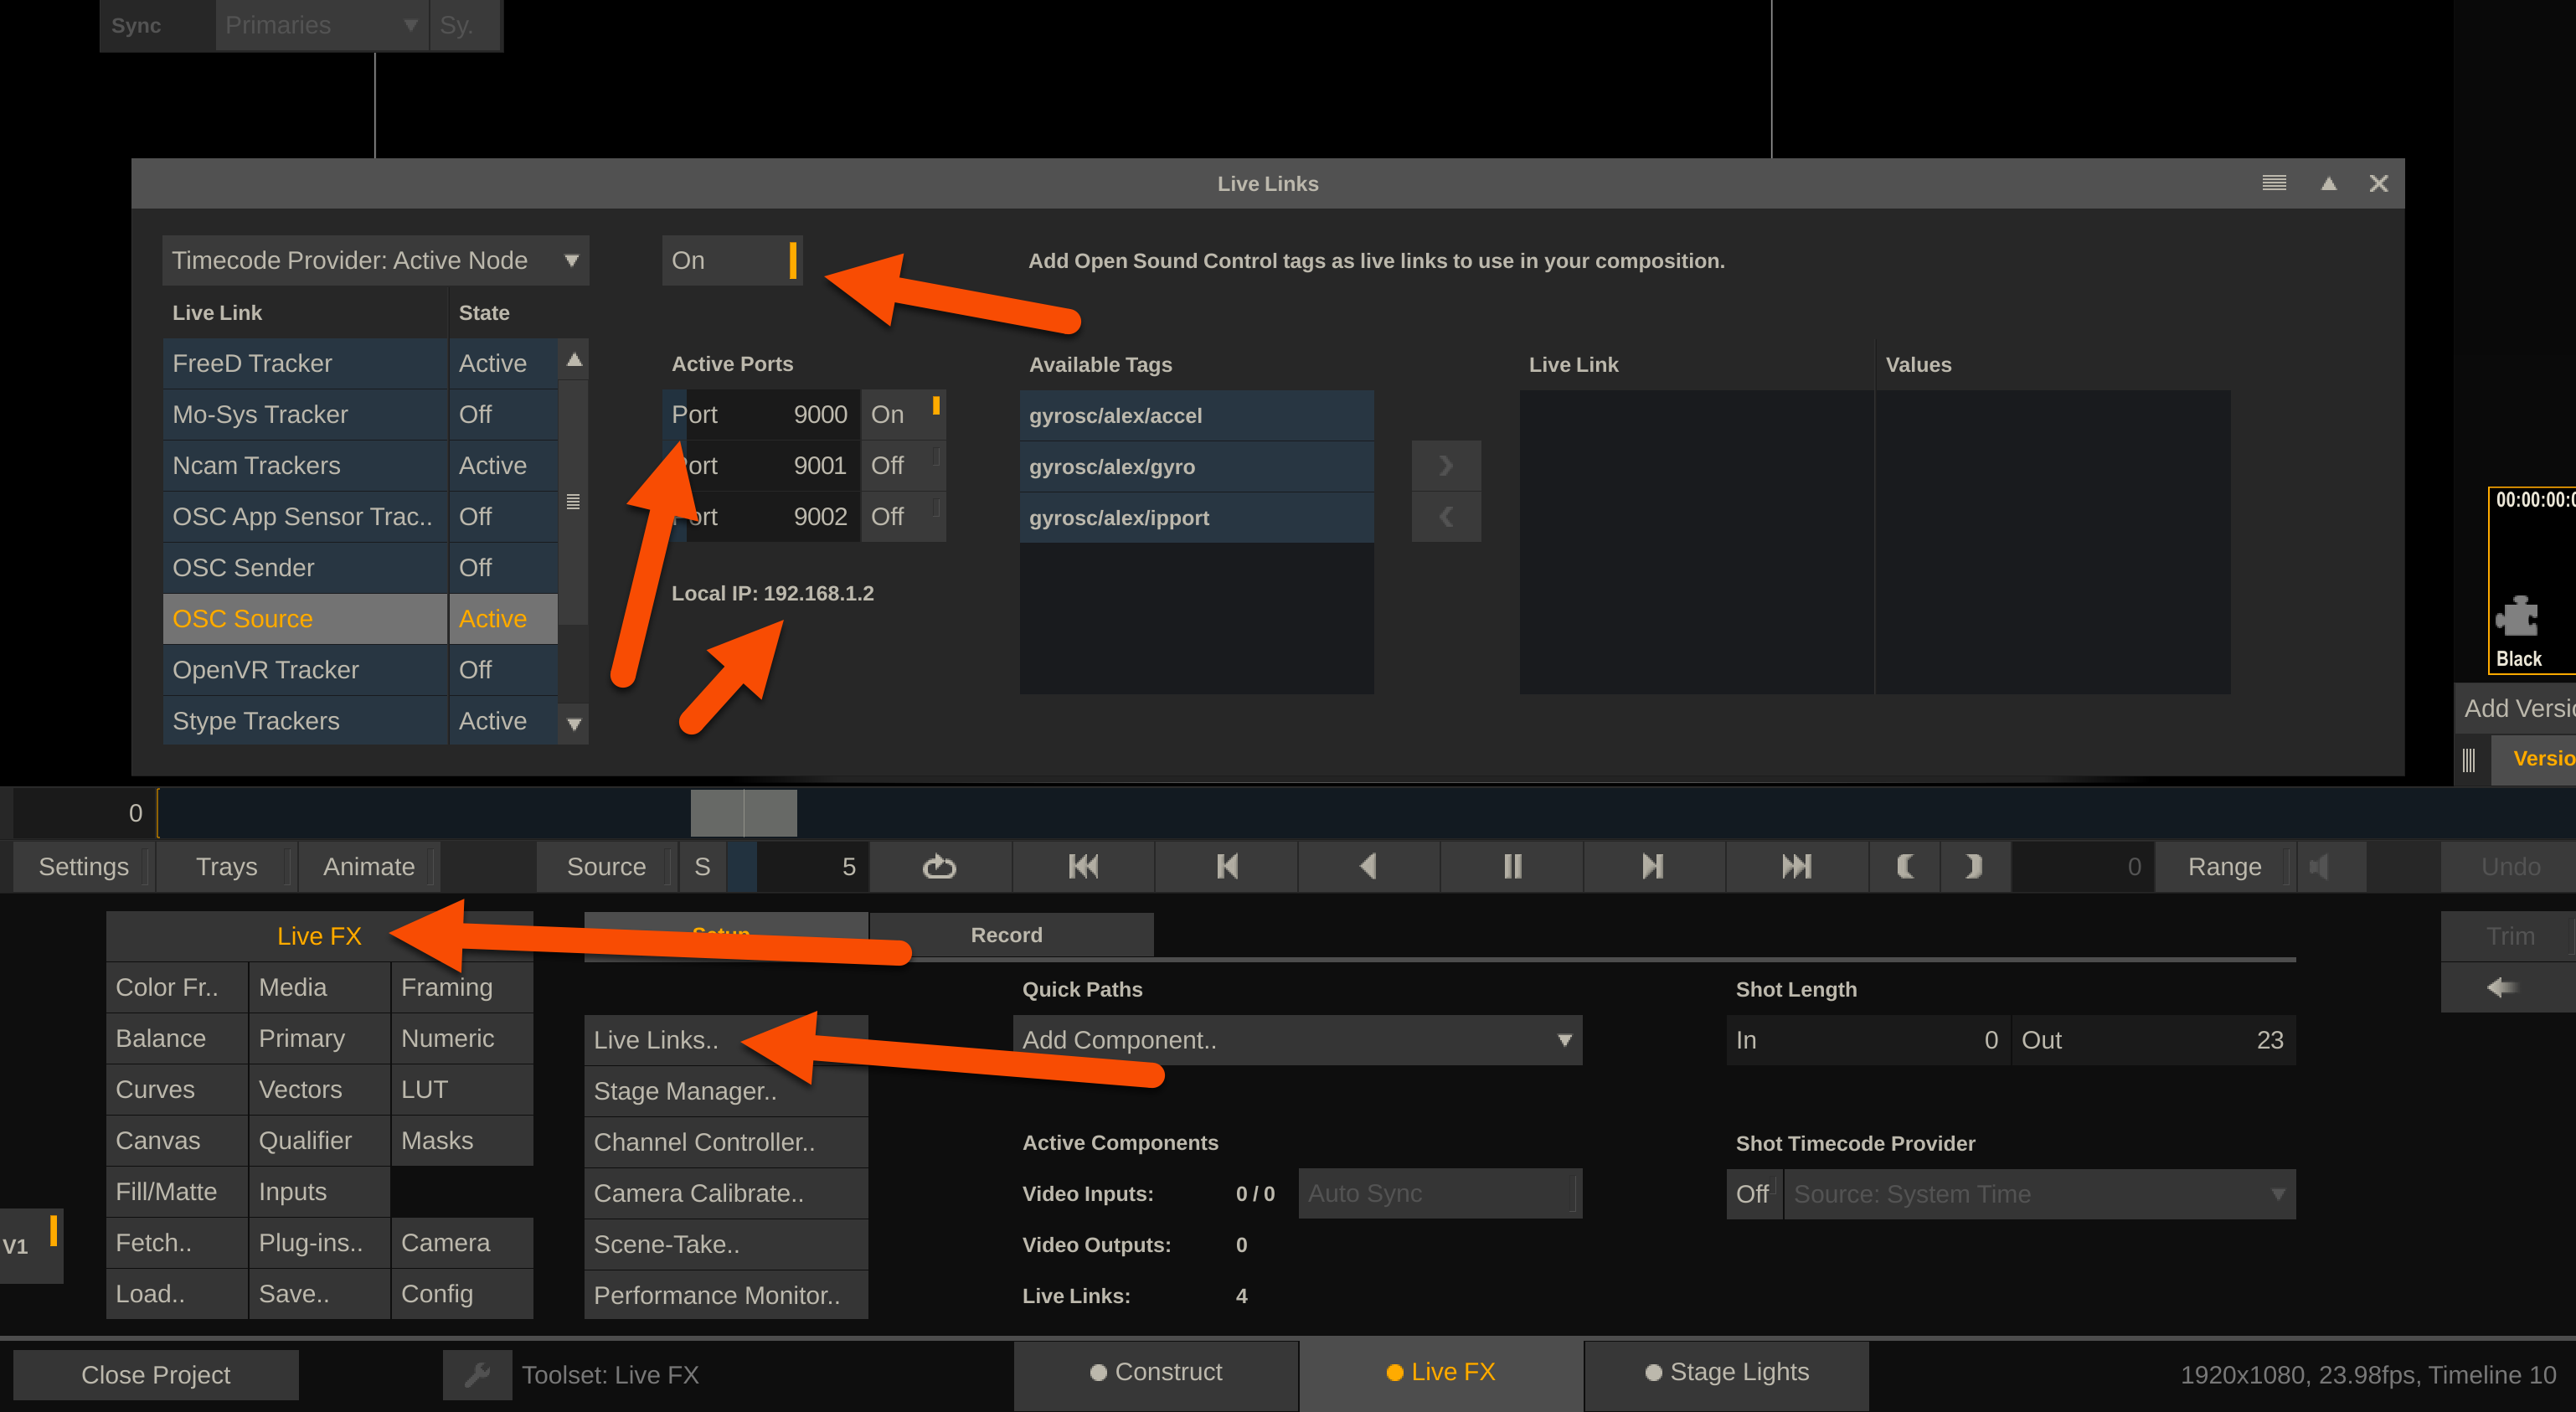 Sync Primaries Sy.
Live Links
Timecode Provider: Active Node
On
Add Open Sound Control tags as live links to use in your composition.
Live Link State
FreeD Tracker Active
Mo-Sys Tracker Off
Ncam Trackers Active
OSC App Sensor Trac.. Off
OSC Sender Off
OSC Source Active
OpenVR Tracker Off
Stype Trackers Active
Active Ports
Port 9000 On
Port 9001 Off
Port 9002 Off
Local IP: 192.168.1.2
Available Tags
gyrosc/alex/accel
gyrosc/alex/gyro
gyrosc/alex/ipport
Live Link Values
00:00:00:0
Black
Add Versi
Versio
0
Settings Trays Animate Source S 5 0 Range Undo
Live FX
Color Fr.. Media Framing
Balance Primary Numeric
Curves Vectors LUT
Canvas Qualifier Masks
Fill/Matte Inputs
Fetch.. Plug-ins.. Camera
Load.. Save.. Config
V1
Setup Record
Live Links..
Stage Manager..
Channel Controller..
Camera Calibrate..
Scene-Take..
Performance Monitor..
Quick Paths
Add Component..
Active Components
Video Inputs: 0 / 0 Auto Sync
Video Outputs: 0
Live Links: 4
Shot Length
In 0 Out 23
Shot Timecode Provider
Off Source: System Time
Trim
Close Project Toolset: Live FX Construct Live FX Stage Lights 1920x1080, 23.98fps, Timeline 10